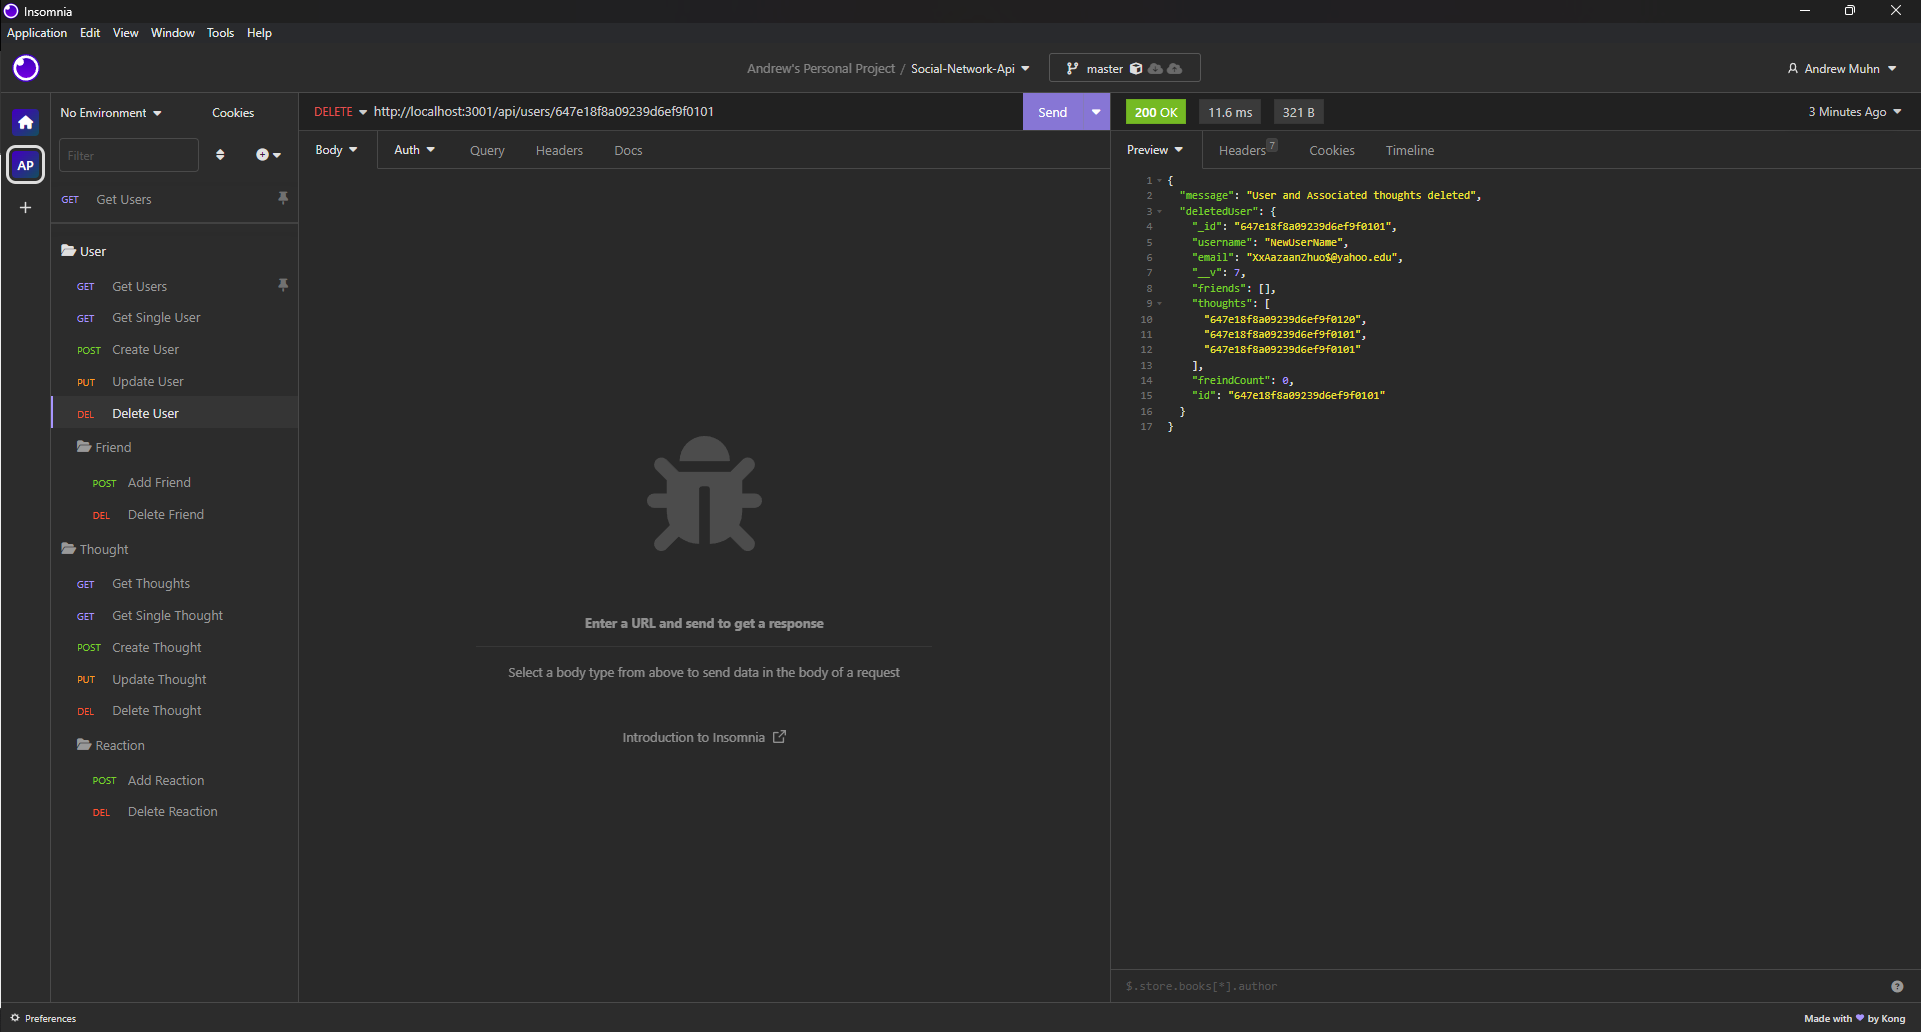 Insomnia
Application Edit View Window Tools Help
Andrew's Personal Project / Social-Network-Api master Andrew Muhn
No Environment Cookies
DELETE http://localhost:3001/api/users/647e18f8a09239d6ef9f0101 Send
200 OK 11.6 ms 321 B 3 Minutes Ago
AP
Filter
GET Get Users
User
GET Get Users
GET Get Single User
POST Create User
PUT Update User
DEL Delete User
Friend
POST Add Friend
DEL Delete Friend
Thought
GET Get Thoughts
GET Get Single Thought
POST Create Thought
PUT Update Thought
DEL Delete Thought
Reaction
POST Add Reaction
DEL Delete Reaction
Body Auth Query Headers Docs
Enter a URL and send to get a response
Select a body type from above to send data in the body of a request
Introduction to Insomnia
Preview Headers 7 Cookies Timeline
1 {
2 "message": "User and Associated thoughts deleted",
3 "deletedUser": {
4 "_id": "647e18f8a09239d6ef9f0101",
5 "username": "NewUserName",
6 "email": "XxAazaanZhuo$@yahoo.edu",
7 "__v": 7,
8 "friends": [],
9 "thoughts": [
10 "647e18f8a09239d6ef9f0120",
11 "647e18f8a09239d6ef9f0101",
12 "647e18f8a09239d6ef9f0101"
13 ],
14 "freindCount": 0,
15 "id": "647e18f8a09239d6ef9f0101"
16 }
17 }
$.store.books[*].author
Preferences
Made with ♥ by Kong